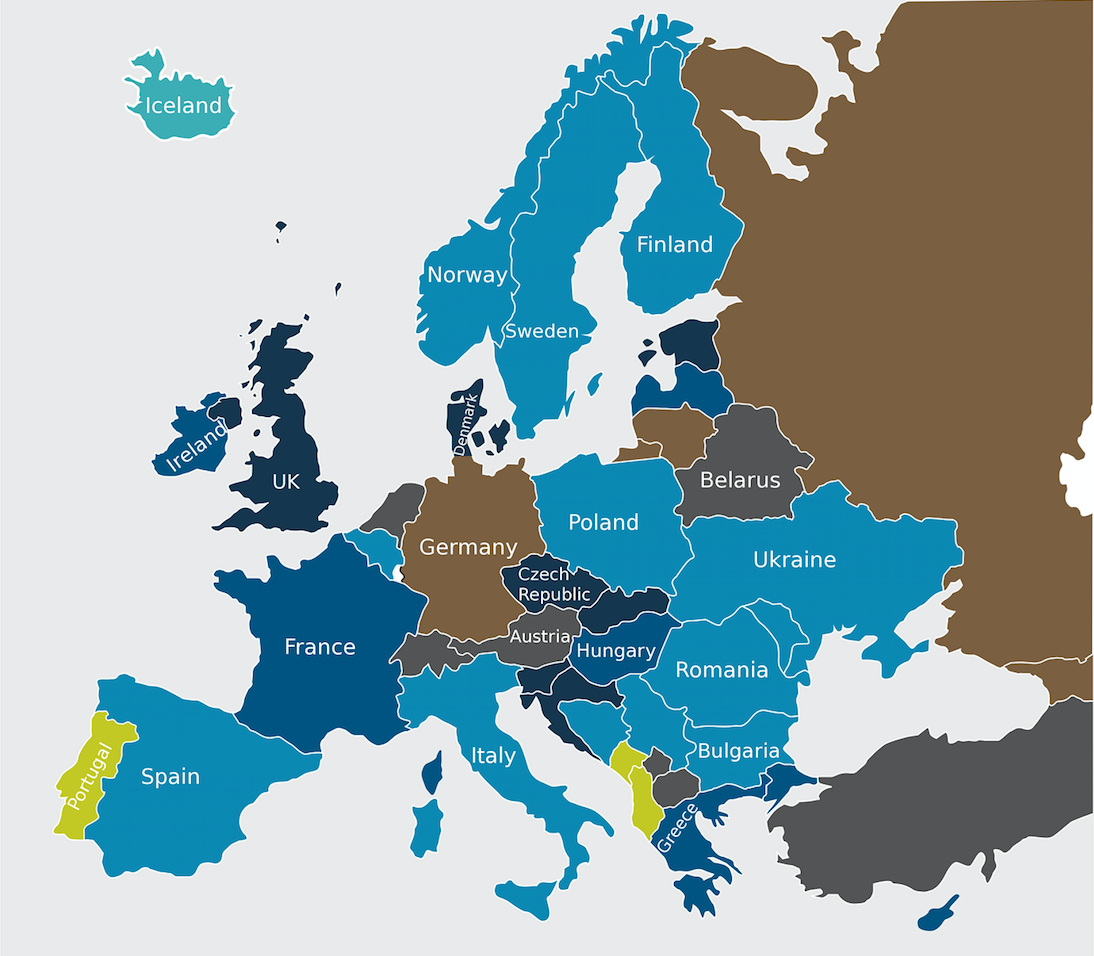 Iceland
Finland
Norway
Sweden
Denmark
Ireland
UK
Belarus
Poland
Germany
Ukraine
Czech
Republic
Austria
France
Hungary
Romania
Bulgaria
Italy
Portugal
Spain
Greece